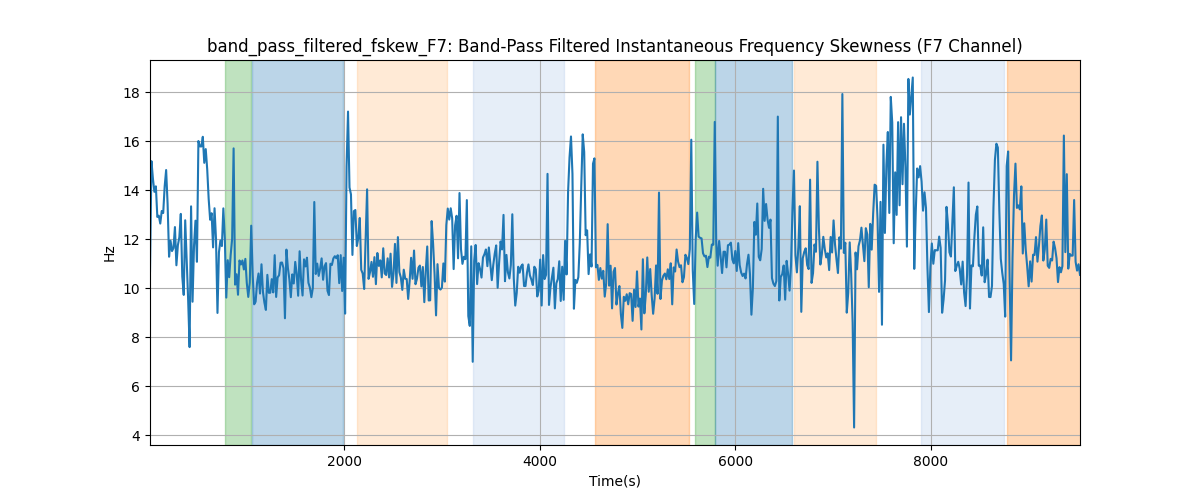 band_pass_filtered_fskew_F7: Band-Pass Filtered Instantaneous Frequency Skewness (F7 Channel)
Hz
18
16
14
12
10
8
6
4
2000 4000 6000 8000
Time(s)